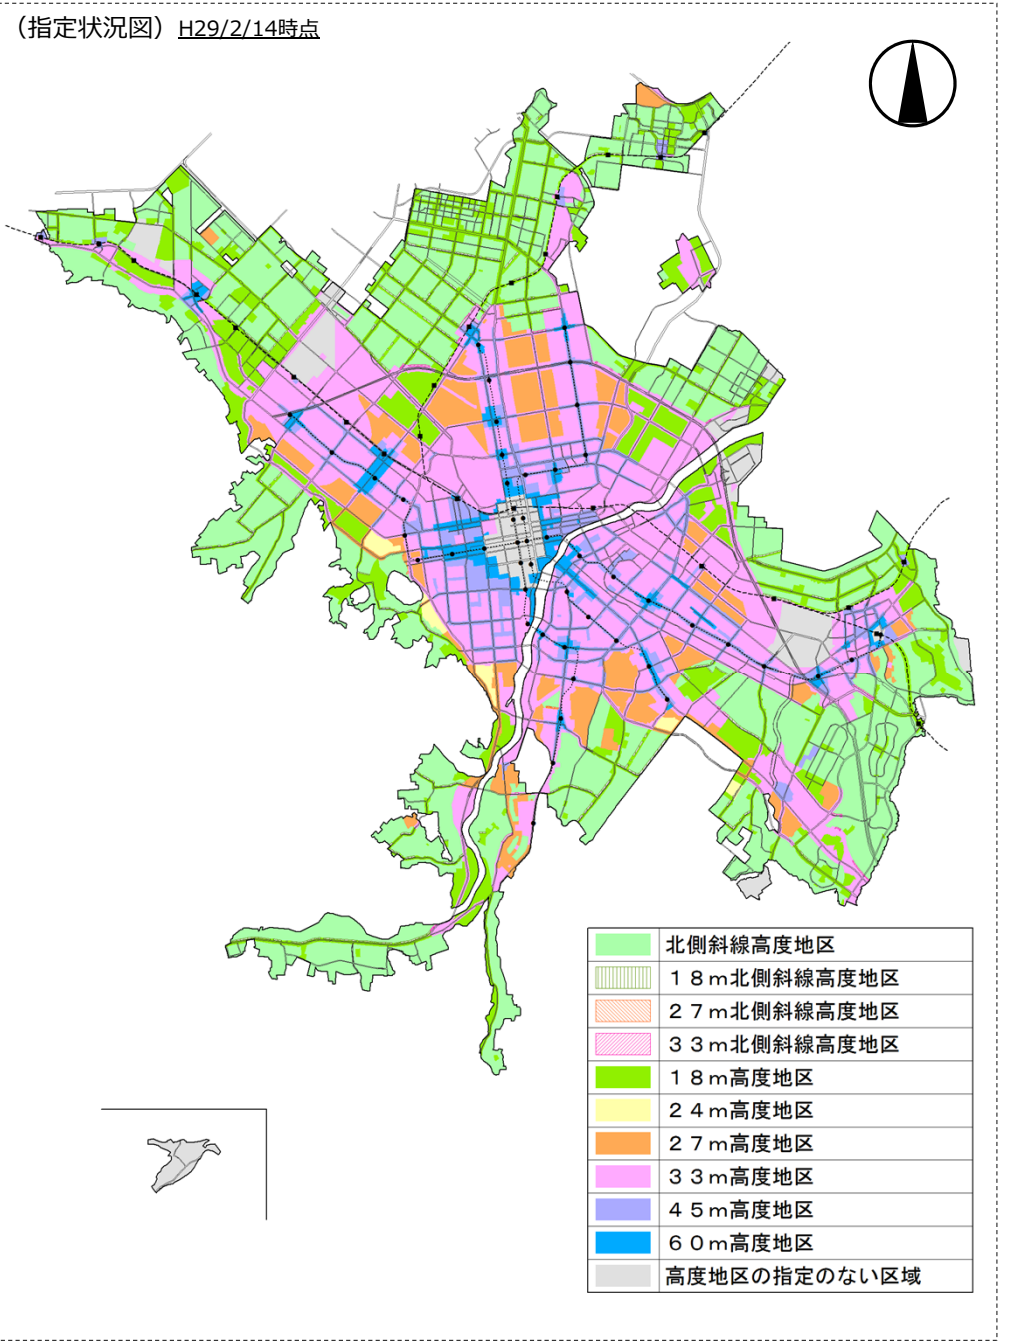 （指定状況図）H29/2/14時点
北側斜線高度地区
１８ｍ北側斜線高度地区
２７ｍ北側斜線高度地区
３３ｍ北側斜線高度地区
１８ｍ高度地区
２４ｍ高度地区
２７ｍ高度地区
３３ｍ高度地区
４５ｍ高度地区
６０ｍ高度地区
高度地区の指定のない区域